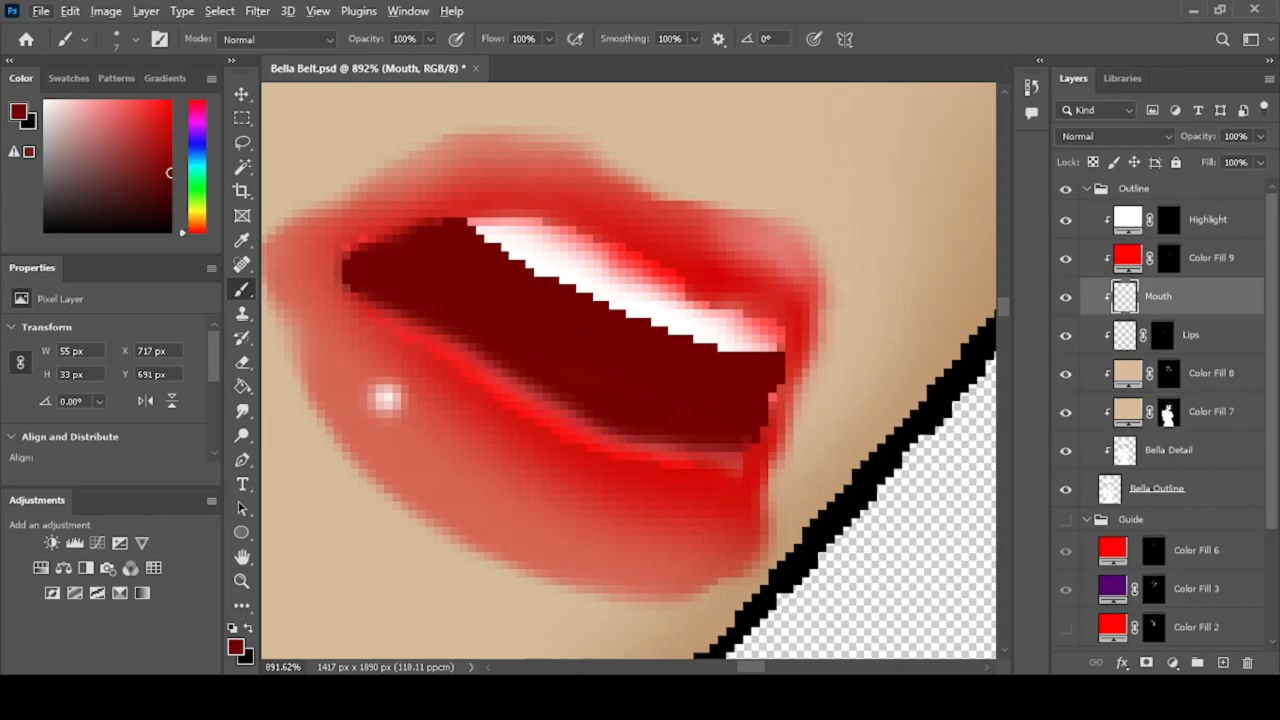 Ps File Edit Image Layer Type Select Filter 3D View Plugins Window Help
7 Mode: Normal Opacity: 100% Flow: 100% Smoothing: 100% 0°
Color Swatches Patterns Gradients
Bella Belt.psd @ 892% (Mouth, RGB/8) * ×
Layers Libraries
Kind
Normal Opacity: 100%
Lock: Fill: 100%
Outline
Highlight
Color Fill 9
Mouth
Lips
Color Fill 8
Color Fill 7
Bella Detail
Bella Outline
Guide
Color Fill 6
Color Fill 3
Color Fill 2
Properties
Pixel Layer
Transform
W 55 px X 717 px
H 33 px Y 691 px
0.00°
Align and Distribute
Align:
Adjustments
Add an adjustment
891.62% 1417 px x 1890 px (118.11 ppcm)